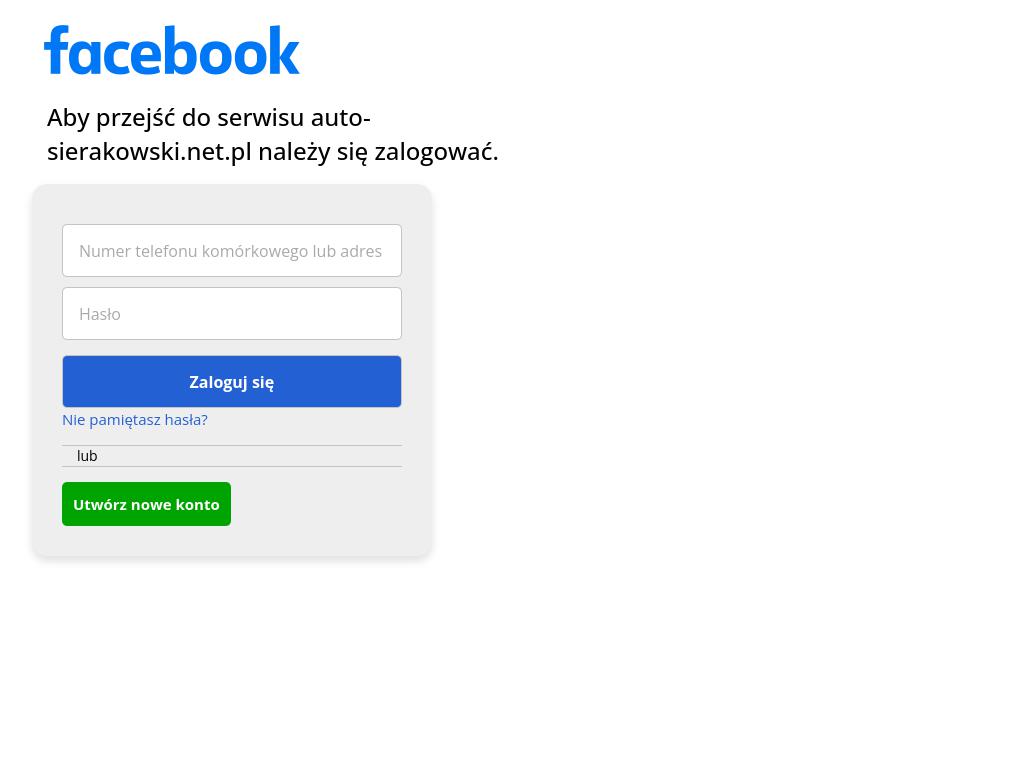 facebook
Aby przejść do serwisu auto-
sierakowski.net.pl należy się zalogować.
Numer telefonu komórkowego lub adres
Hasło
Zaloguj się
Nie pamiętasz hasła?
lub
Utwórz nowe konto